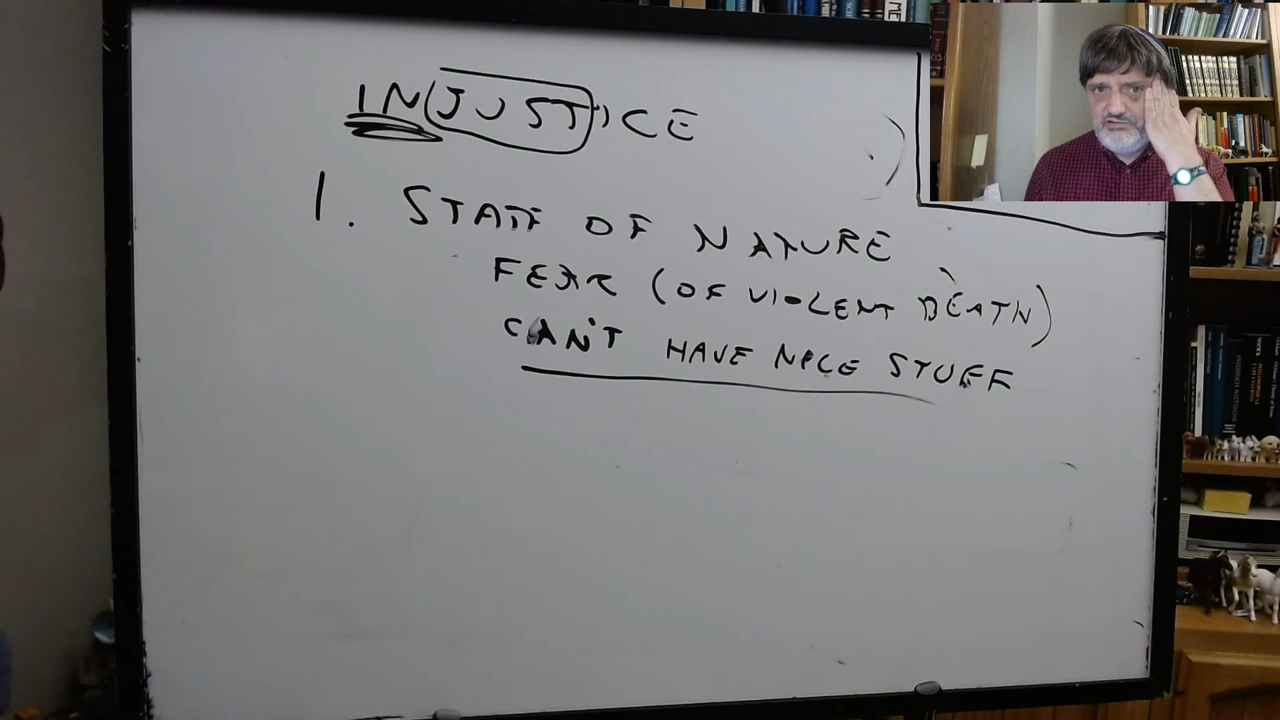 INJUSTICE
1. STATE OF NATURE
FEAR (OF VIOLENT DEATH)
CAN'T HAVE NICE STUFF